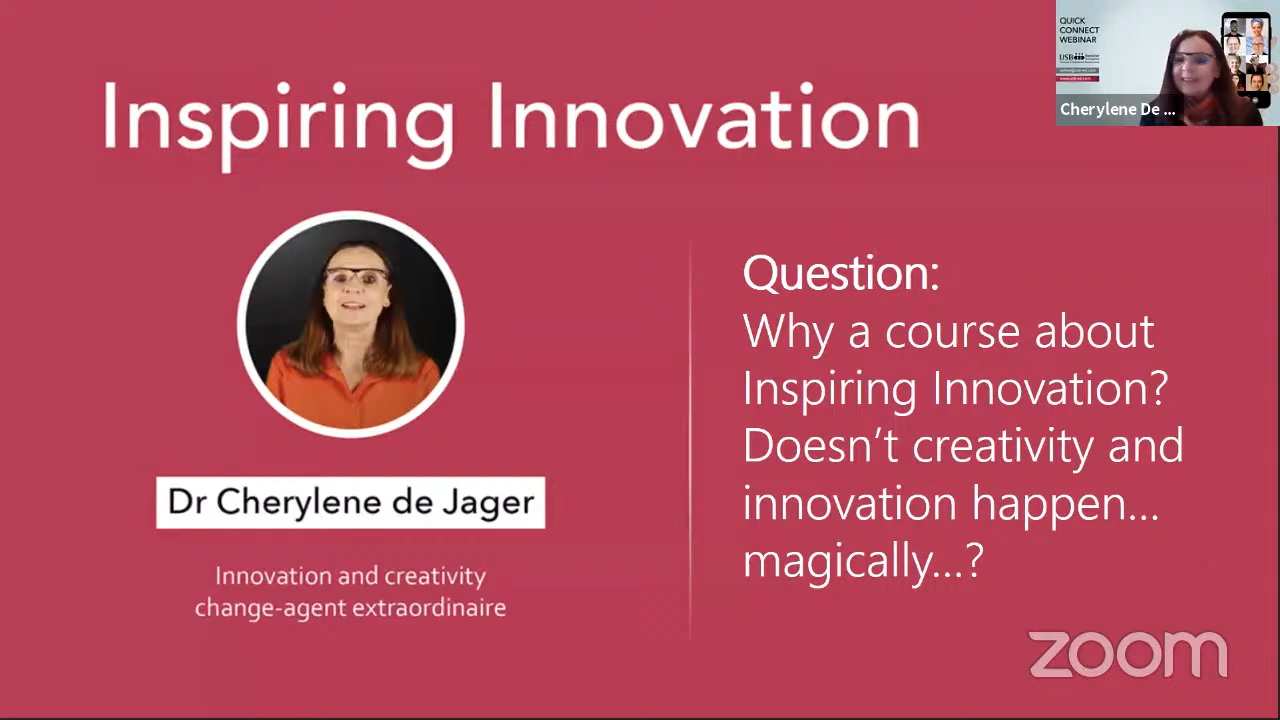 Inspiring Innovation
QUICK
CONNECT
WEBINAR
USB
Cherylene De ...
Question:
Why a course about
Inspiring Innovation?
Doesn't creativity and
innovation happen...
magically...?
Dr Cherylene de Jager
Innovation and creativity
change-agent extraordinaire
zoom